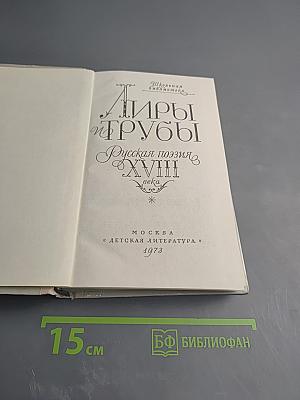 Школьная
библиотека
Лиры
и трубы
Русская поэзия
XVIII
века
МОСКВА
«ДЕТСКАЯ ЛИТЕРАТУРА»
1973
15 см
БФ БИБЛИОФАН